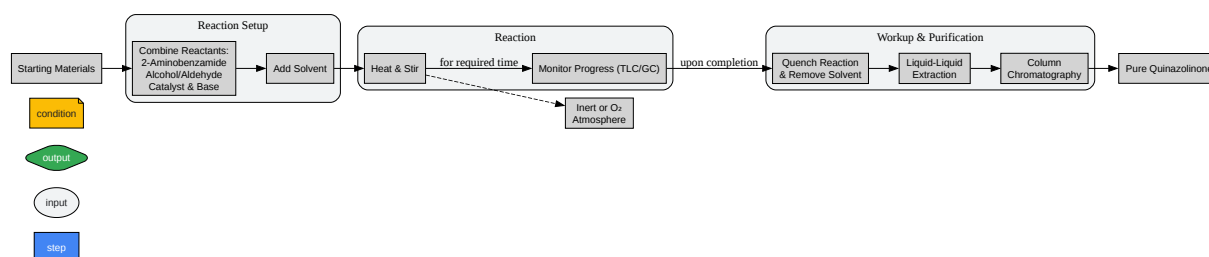 Reaction Setup
Starting Materials
Combine Reactants:
2-Aminobenzamide
Alcohol/Aldehyde
Catalyst & Base
Add Solvent
Reaction
Heat & Stir
for required time
Monitor Progress (TLC/GC)
Inert or O₂
Atmosphere
upon completion
Workup & Purification
Quench Reaction
& Remove Solvent
Liquid-Liquid
Extraction
Column
Chromatography
Pure Quinazolinone
condition
output
input
step